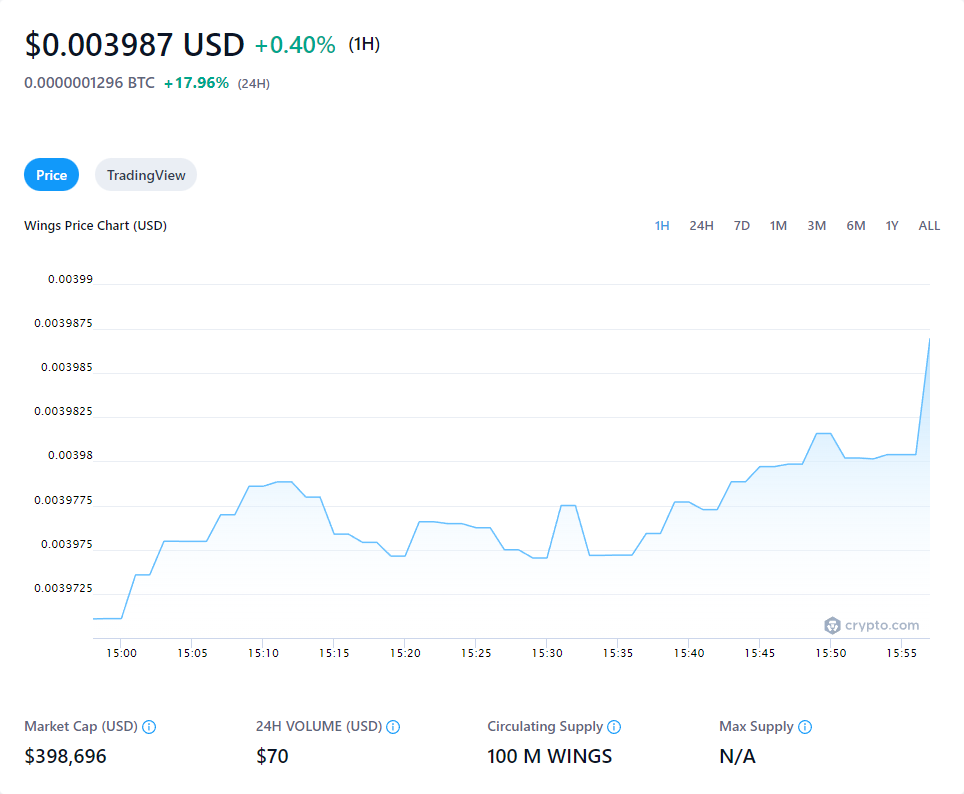 $0.003987 USD +0.40% (1H)
0.0000001296 BTC +17.96% (24H)
Price TradingView
Wings Price Chart (USD) 1H 24H 7D 1M 3M 6M 1Y ALL
0.00399
0.0039875
0.003985
0.0039825
0.00398
0.0039775
0.003975
0.0039725
crypto.com
15:00 15:05 15:10 15:15 15:20 15:25 15:30 15:35 15:40 15:45 15:50 15:55
Market Cap (USD) 24H VOLUME (USD) Circulating Supply Max Supply
$398,696 $70 100 M WINGS N/A